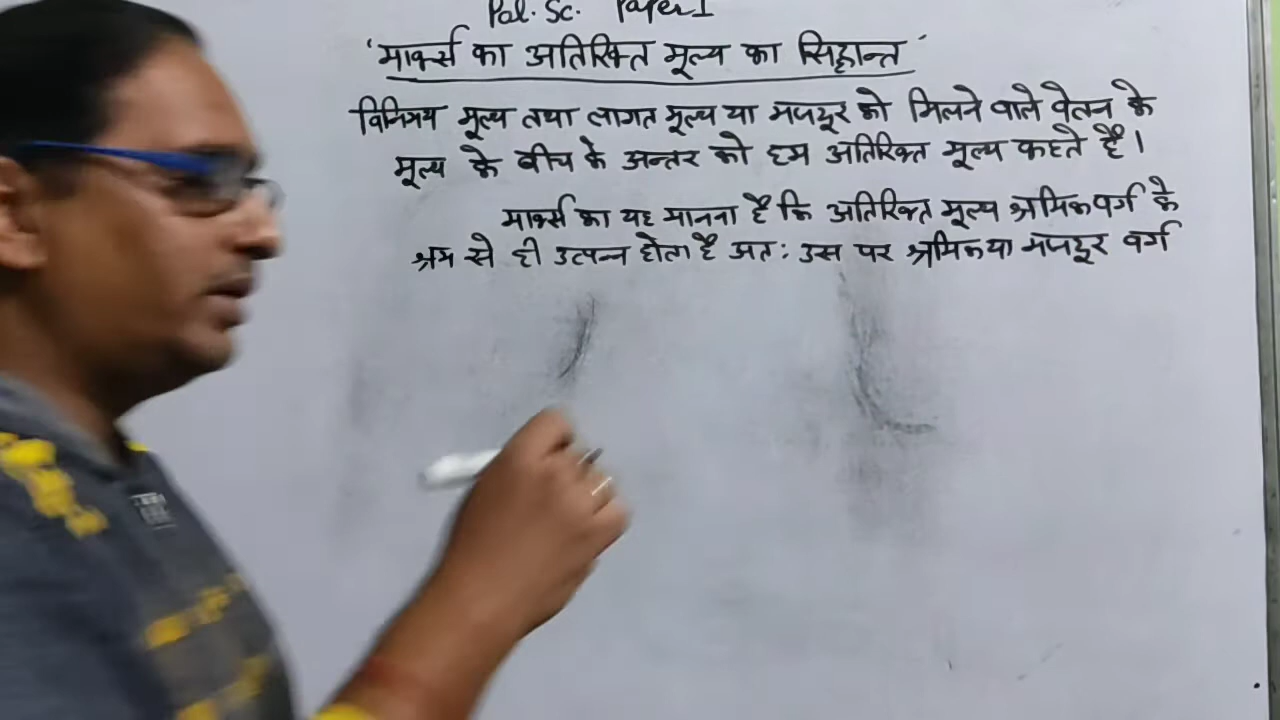 Pol. Sc. Paper I
'मार्क्स का अतिरिक्त मूल्य का सिद्धान्त'
विनिमय मूल्य तथा लागत मूल्य या मजदूर को मिलने वाले वेतन के
मूल्य के बीच के अन्तर को हम अतिरिक्त मूल्य कहते है।
मार्क्स का यह मानना है कि अतिरिक्त मूल्य श्रमिक वर्ग के
श्रम से ही उत्पन्न होता है अत: उस पर श्रमिक या मजदूर वर्ग